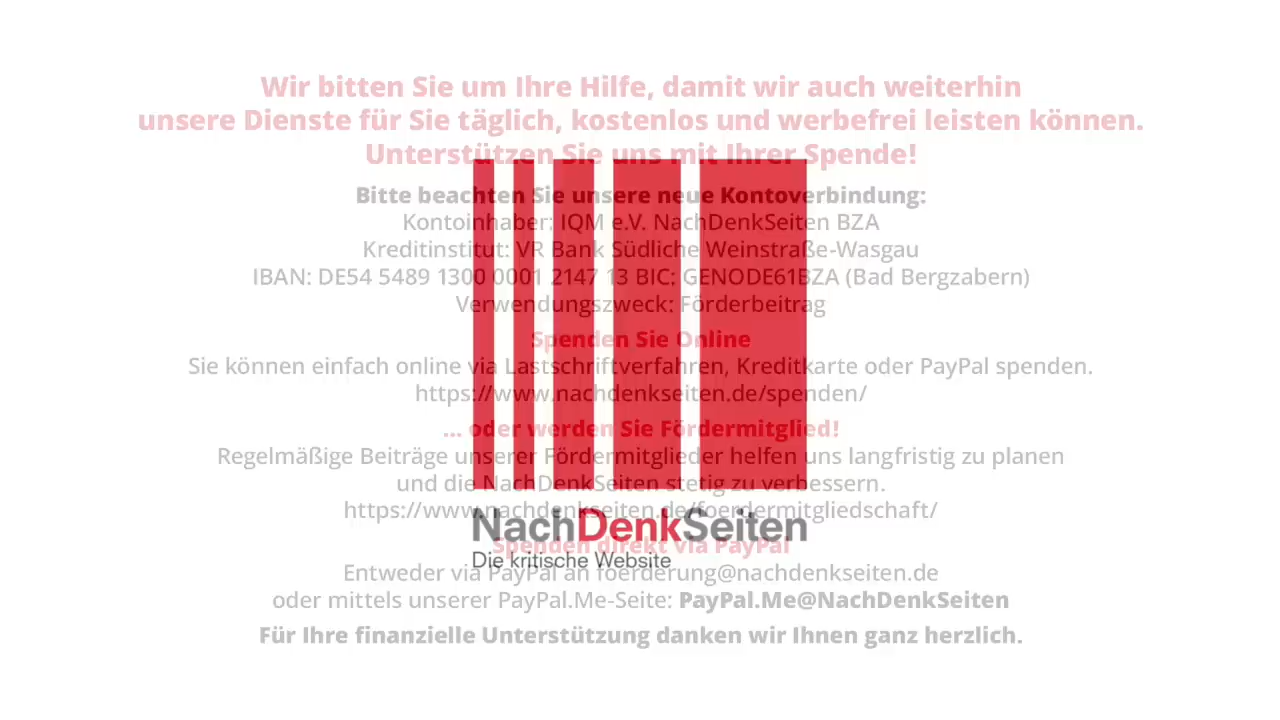 Wir bitten Sie um Ihre Hilfe, damit wir auch weiterhin
unsere Dienste für Sie täglich, kostenlos und werbefrei leisten können.
Unterstützen Sie uns mit Ihrer Spende!
Bitte beachten Sie unsere neue Kontoverbindung:
Kontoinhaber: IQM e.V. NachDenkSeiten BZA
Kreditinstitut: VR Bank Südliche Weinstraße-Wasgau
IBAN: DE54 5489 1300 0001 2147 13 BIC: GENODE61BZA (Bad Bergzabern)
Verwendungszweck: Förderbeitrag
Spenden Sie Online
Sie können einfach online via Lastschriftverfahren, Kreditkarte oder PayPal spenden.
https://www.nachdenkseiten.de/spenden/
... oder werden Sie Fördermitglied!
Regelmäßige Beiträge unserer Fördermitglieder helfen uns langfristig zu planen
und die NachDenkSeiten stetig zu verbessern.
https://www.nachdenkseiten.de/foerdermitgliedschaft/
NachDenkSeiten
Spenden direkt via PayPal
Die kritische Website
Entweder via PayPal an foerderung@nachdenkseiten.de
oder mittels unserer PayPal.Me-Seite: PayPal.Me@NachDenkSeiten
Für Ihre finanzielle Unterstützung danken wir Ihnen ganz herzlich.